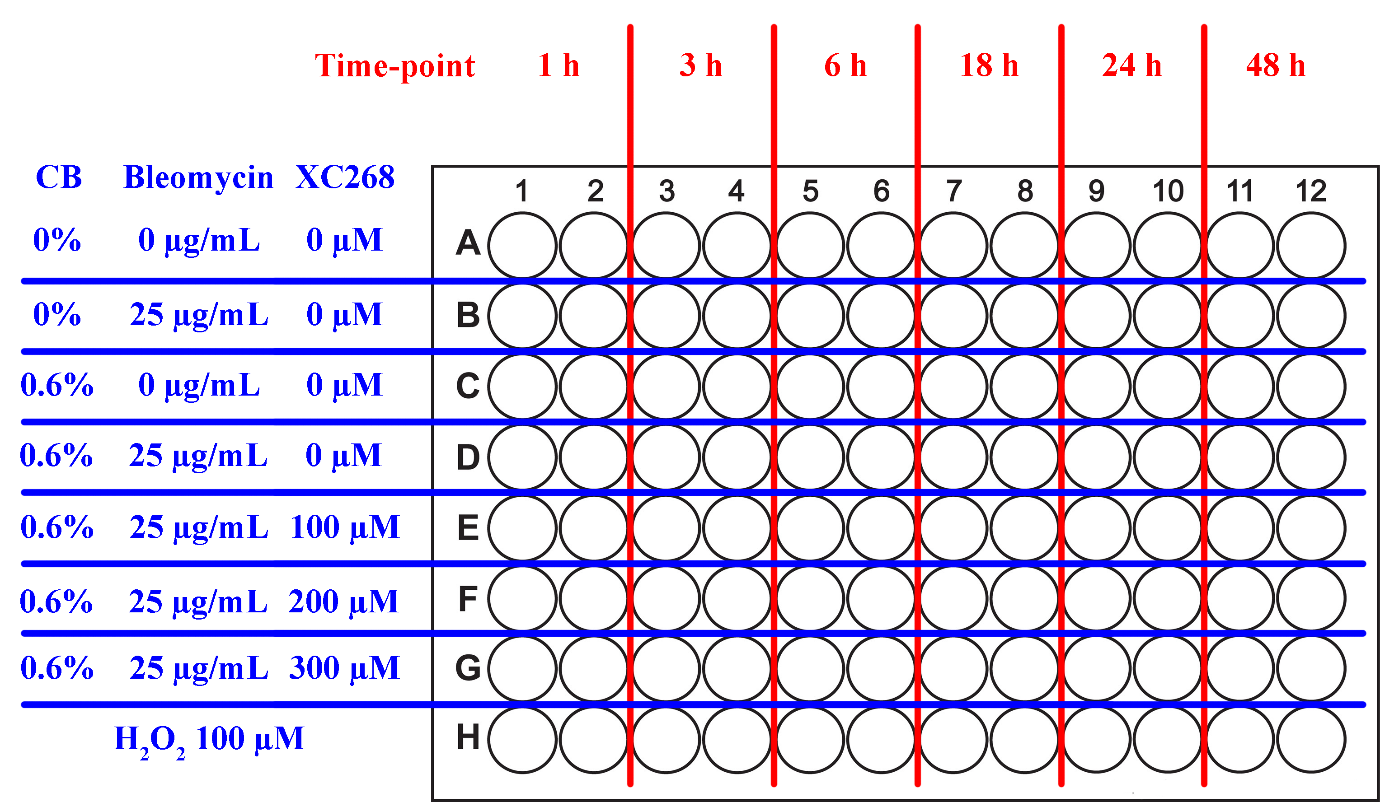 Time-point 1 h 3 h 6 h 18 h 24 h 48 h
CB Bleomycin XC268
1 2 3 4 5 6 7 8 9 10 11 12
0% 0 µg/mL 0 µM A
0% 25 µg/mL 0 µM B
0.6% 0 µg/mL 0 µM C
0.6% 25 µg/mL 0 µM D
0.6% 25 µg/mL 100 µM E
0.6% 25 µg/mL 200 µM F
0.6% 25 µg/mL 300 µM G
H₂O₂ 100 µM H